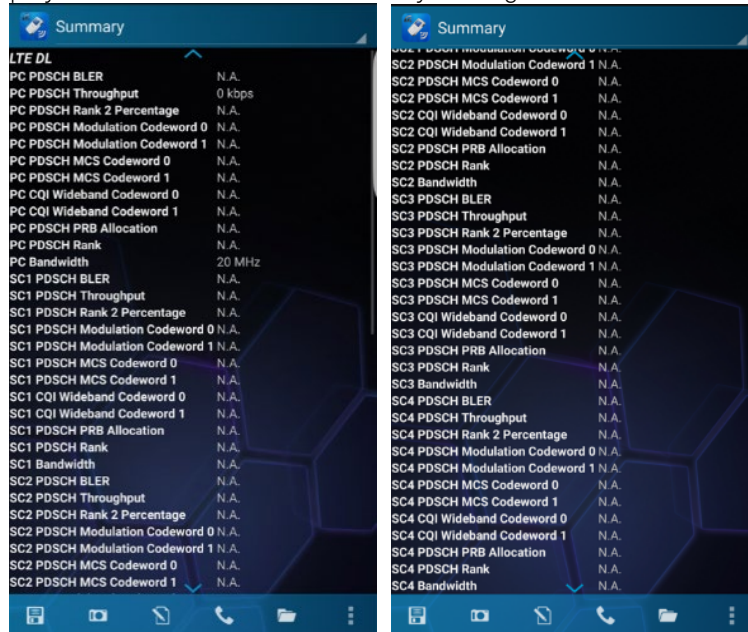 Summary
LTE DL
PC PDSCH BLER N.A.
PC PDSCH Throughput 0 kbps
PC PDSCH Rank 2 Percentage N.A.
PC PDSCH Modulation Codeword 0 N.A.
PC PDSCH Modulation Codeword 1 N.A.
PC PDSCH MCS Codeword 0 N.A.
PC PDSCH MCS Codeword 1 N.A.
PC CQI Wideband Codeword 0 N.A.
PC CQI Wideband Codeword 1 N.A.
PC PDSCH PRB Allocation N.A.
PC PDSCH Rank N.A.
PC Bandwidth 20 MHz
SC1 PDSCH BLER N.A.
SC1 PDSCH Throughput N.A.
SC1 PDSCH Rank 2 Percentage N.A.
SC1 PDSCH Modulation Codeword 0 N.A.
SC1 PDSCH Modulation Codeword 1 N.A.
SC1 PDSCH MCS Codeword 0 N.A.
SC1 PDSCH MCS Codeword 1 N.A.
SC1 CQI Wideband Codeword 0 N.A.
SC1 CQI Wideband Codeword 1 N.A.
SC1 PDSCH PRB Allocation N.A.
SC1 PDSCH Rank N.A.
SC1 Bandwidth N.A.
SC2 PDSCH BLER N.A.
SC2 PDSCH Throughput N.A.
SC2 PDSCH Rank 2 Percentage N.A.
SC2 PDSCH Modulation Codeword 0 N.A.
SC2 PDSCH Modulation Codeword 1 N.A.
SC2 PDSCH MCS Codeword 0 N.A.
SC2 PDSCH MCS Codeword 1 N.A.
Summary
SC2 PDSCH Modulation Codeword 0 N.A.
SC2 PDSCH Modulation Codeword 1 N.A.
SC2 PDSCH MCS Codeword 0 N.A.
SC2 PDSCH MCS Codeword 1 N.A.
SC2 CQI Wideband Codeword 0 N.A.
SC2 CQI Wideband Codeword 1 N.A.
SC2 PDSCH PRB Allocation N.A.
SC2 PDSCH Rank N.A.
SC2 Bandwidth N.A.
SC3 PDSCH BLER N.A.
SC3 PDSCH Throughput N.A.
SC3 PDSCH Rank 2 Percentage N.A.
SC3 PDSCH Modulation Codeword 0 N.A.
SC3 PDSCH Modulation Codeword 1 N.A.
SC3 PDSCH MCS Codeword 0 N.A.
SC3 PDSCH MCS Codeword 1 N.A.
SC3 CQI Wideband Codeword 0 N.A.
SC3 CQI Wideband Codeword 1 N.A.
SC3 PDSCH PRB Allocation N.A.
SC3 PDSCH Rank N.A.
SC3 Bandwidth N.A.
SC4 PDSCH BLER N.A.
SC4 PDSCH Throughput N.A.
SC4 PDSCH Rank 2 Percentage N.A.
SC4 PDSCH Modulation Codeword 0 N.A.
SC4 PDSCH Modulation Codeword 1 N.A.
SC4 PDSCH MCS Codeword 0 N.A.
SC4 PDSCH MCS Codeword 1 N.A.
SC4 CQI Wideband Codeword 0 N.A.
SC4 CQI Wideband Codeword 1 N.A.
SC4 PDSCH PRB Allocation N.A.
SC4 PDSCH Rank N.A.
SC4 Bandwidth N.A.